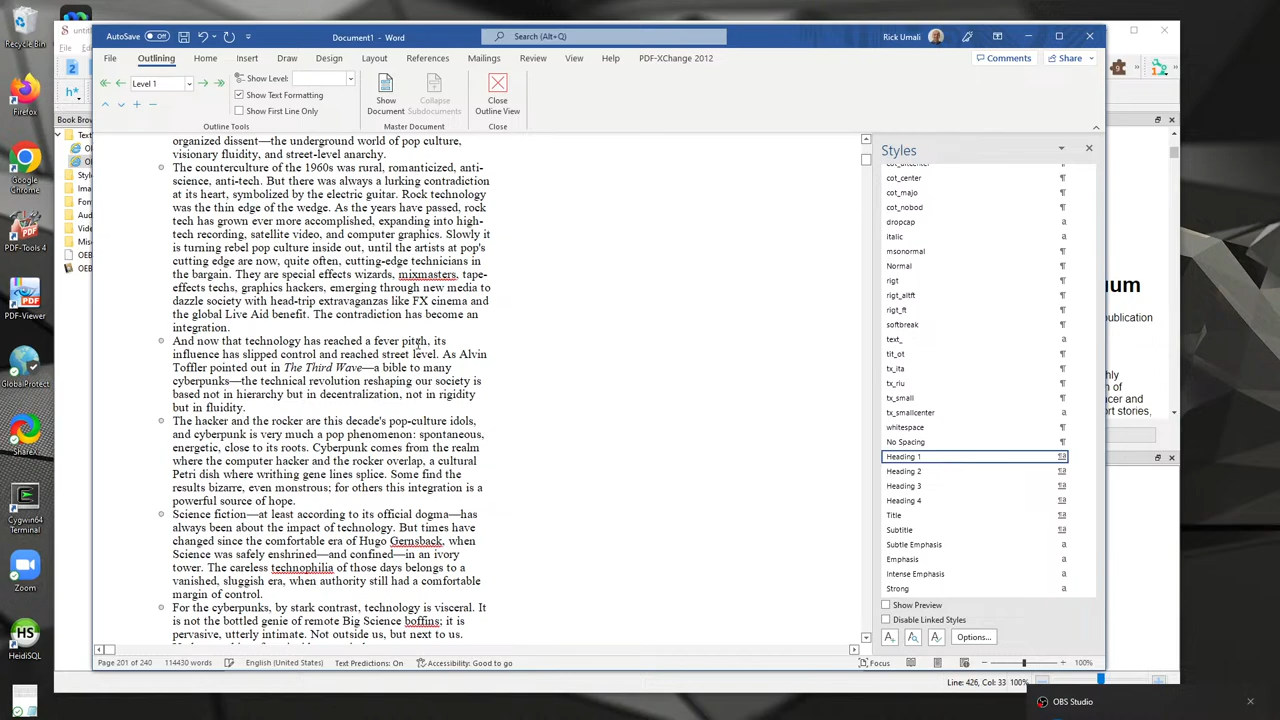 Recycle Bin
Firefox
Google
Chrome
PDF-Tools 4
PDF-Viewer
GlobalProtect
ShareX
Cygwin64
Terminal
Zoom
HeidiSQL
File
Book Brow
AutoSave Off
Document1 - Word
Search (Alt+Q)
Rick Umali
File Outlining Home Insert Draw Design Layout References Mailings Review View Help PDF-XChange 2012
Comments Share
Level 1
Show Level:
Show Text Formatting
Show First Line Only
Outline Tools
Show
Document
Collapse
Subdocuments
Master Document
Close
Outline View
Close
organized dissent—the underground world of pop culture,
visionary fluidity, and street-level anarchy.
The counterculture of the 1960s was rural, romanticized, anti-
science, anti-tech. But there was always a lurking contradiction
at its heart, symbolized by the electric guitar. Rock technology
was the thin edge of the wedge. As the years have passed, rock
tech has grown ever more accomplished, expanding into high-
tech recording, satellite video, and computer graphics. Slowly it
is turning rebel pop culture inside out, until the artists at pop's
cutting edge are now, quite often, cutting-edge technicians in
the bargain. They are special effects wizards, mixmasters, tape-
effects techs, graphics hackers, emerging through new media to
dazzle society with head-trip extravaganzas like FX cinema and
the global Live Aid benefit. The contradiction has become an
integration.
And now that technology has reached a fever pitch, its
influence has slipped control and reached street level. As Alvin
Toffler pointed out in The Third Wave—a bible to many
cyberpunks—the technical revolution reshaping our society is
based not in hierarchy but in decentralization, not in rigidity
but in fluidity.
The hacker and the rocker are this decade's pop-culture idols,
and cyberpunk is very much a pop phenomenon: spontaneous,
energetic, close to its roots. Cyberpunk comes from the realm
where the computer hacker and the rocker overlap, a cultural
Petri dish where writhing gene lines splice. Some find the
results bizarre, even monstrous; for others this integration is a
powerful source of hope.
Science fiction—at least according to its official dogma—has
always been about the impact of technology. But times have
changed since the comfortable era of Hugo Gernsback, when
Science was safely enshrined—and confined—in an ivory
tower. The careless technophilia of those days belongs to a
vanished, sluggish era, when authority still had a comfortable
margin of control.
For the cyberpunks, by stark contrast, technology is visceral. It
is not the bottled genie of remote Big Science boffins; it is
pervasive, utterly intimate. Not outside us, but next to us.
Styles
cot_center
cot_majo
cot_nobod
dropcap
italic
msonormal
Normal
rigt
rigt_altft
rigt_ft
softbreak
text_
tit_ot
tx_ita
tx_riu
tx_small
tx_smallcenter
whitespace
No Spacing
Heading 1
Heading 2
Heading 3
Heading 4
Title
Subtitle
Subtle Emphasis
Emphasis
Intense Emphasis
Strong
Show Preview
Disable Linked Styles
Options...
Page 201 of 240 114430 words English (United States) Text Predictions: On Accessibility: Good to go
Focus
100%
Line: 426, Col: 33 100%
OBS Studio